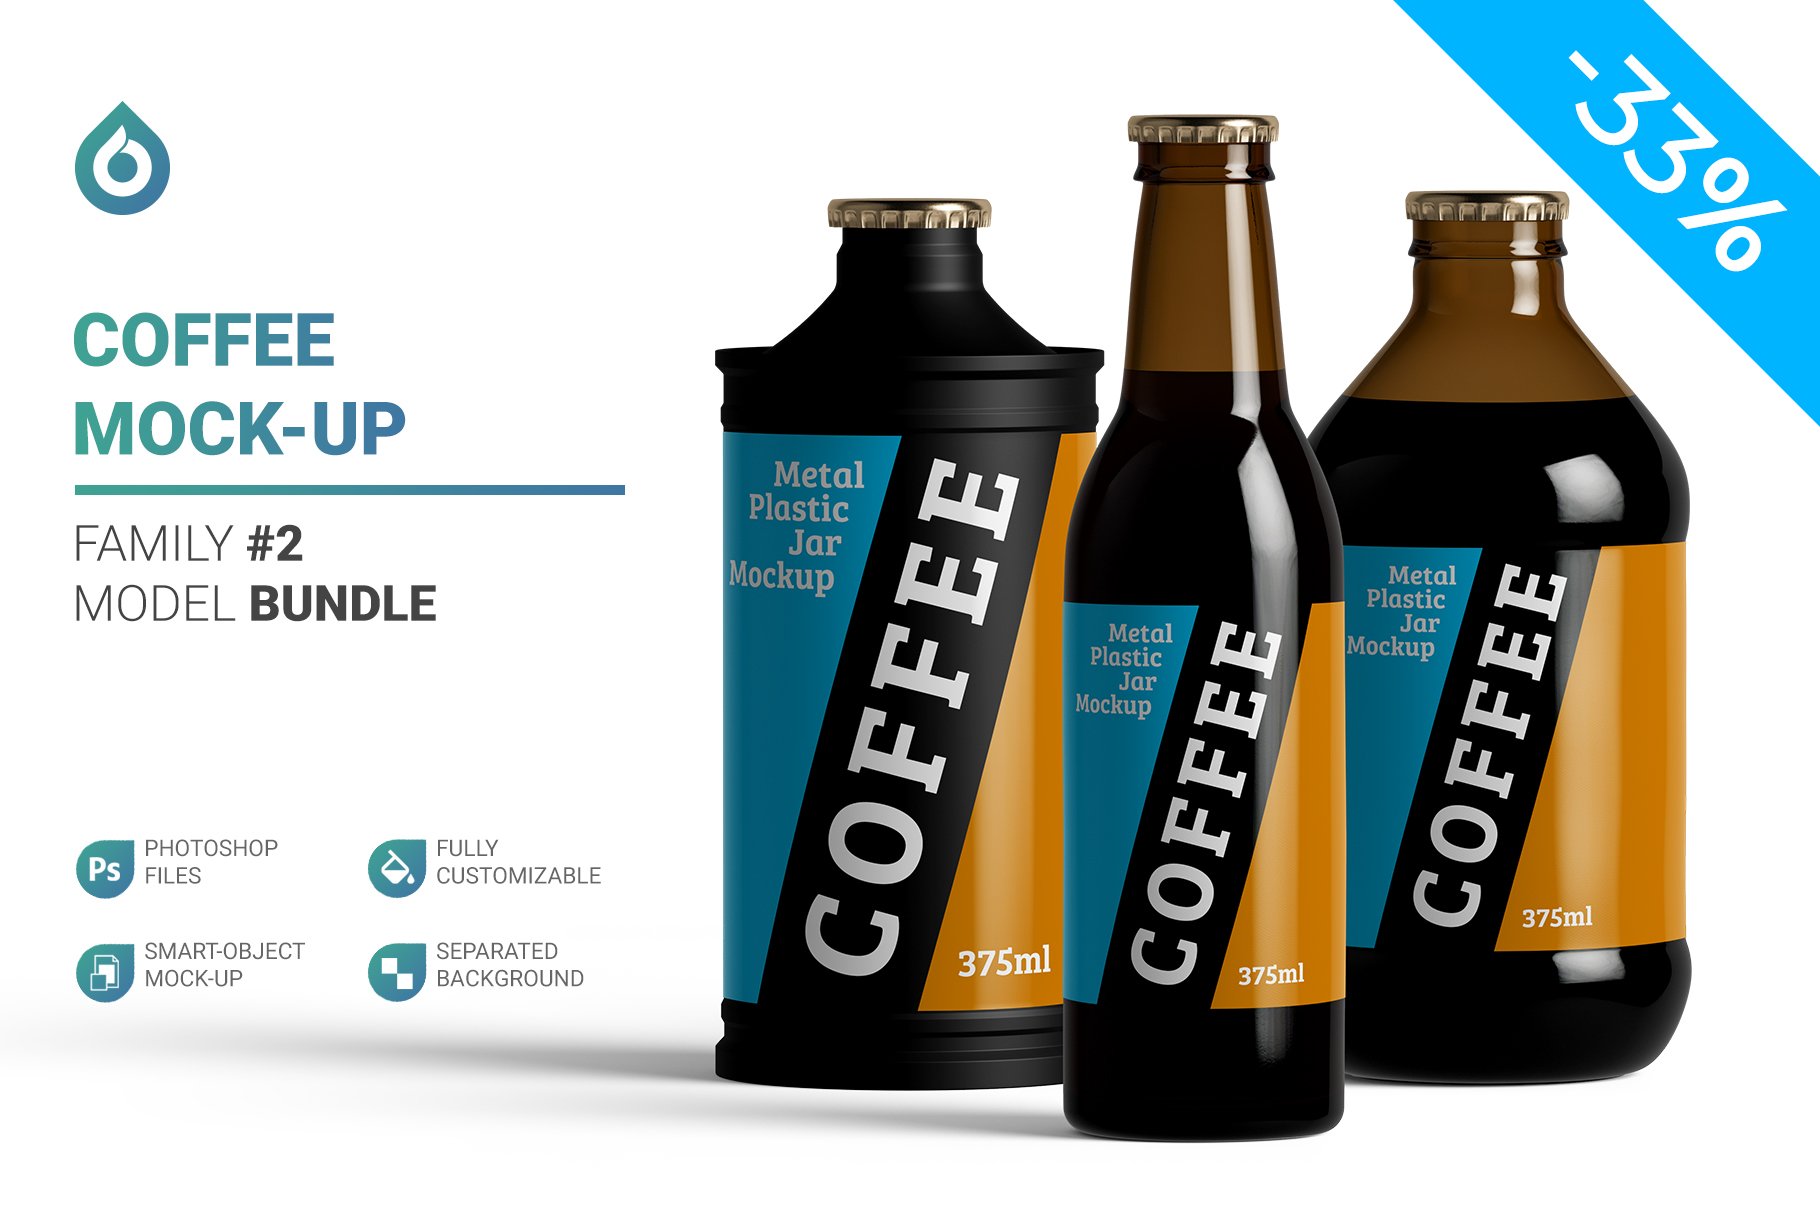 -33%
COFFEE
MOCK-UP
FAMILY #2
MODEL BUNDLE
Ps
PHOTOSHOP
FILES
FULLY
CUSTOMIZABLE
SMART-OBJECT
MOCK-UP
SEPARATED
BACKGROUND
Metal
Plastic
Jar
Mockup
COFFEE
375ml
Metal
Plastic
Jar
Mockup
COFFEE
375ml
Metal
Plastic
Jar
Mockup
COFFEE
375ml